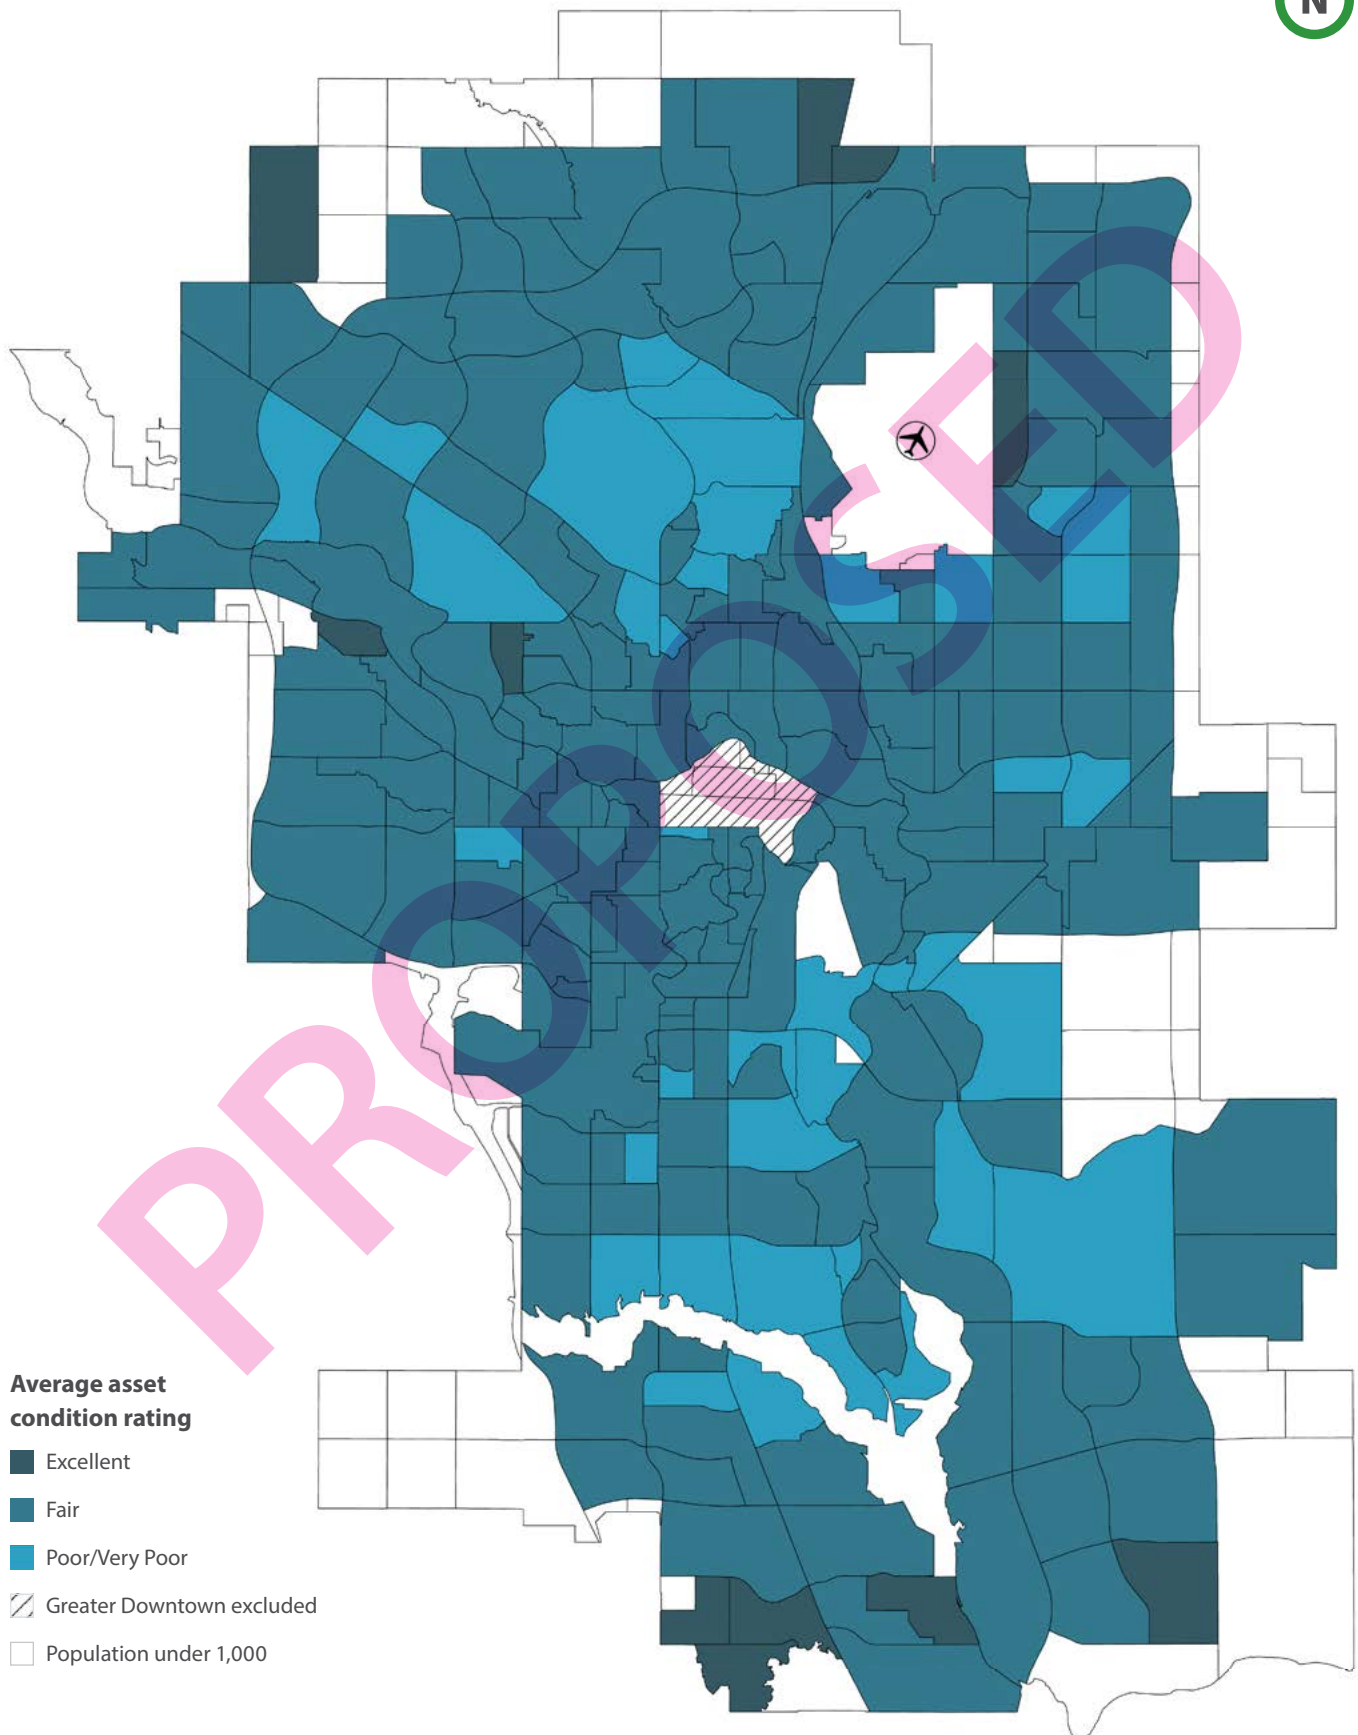 N
PROPOSED
Average asset
condition rating
Excellent
Fair
Poor/Very Poor
Greater Downtown excluded
Population under 1,000